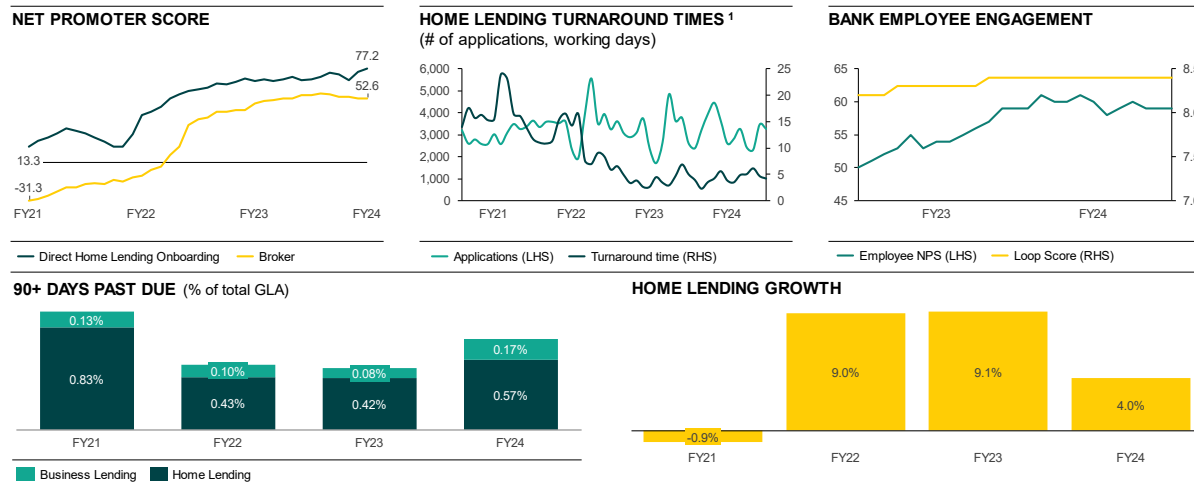 NET PROMOTER SCORE
77.2
52.6
13.3
-31.3
FY21 FY22 FY23 FY24
Direct Home Lending Onboarding Broker
HOME LENDING TURNAROUND TIMES ¹
(# of applications, working days)
6,000 25
5,000 20
4,000 15
3,000
2,000 10
1,000 5
0 0
FY21 FY22 FY23 FY24
Applications (LHS) Turnaround time (RHS)
BANK EMPLOYEE ENGAGEMENT
65
60
55
50
45
FY23 FY24
Employee NPS (LHS) Loop Score (RHS)
90+ DAYS PAST DUE (% of total GLA)
0.13% 0.10% 0.08% 0.17%
0.83% 0.43% 0.42% 0.57%
FY21 FY22 FY23 FY24
Business Lending Home Lending
HOME LENDING GROWTH
-0.9% 9.0% 9.1% 4.0%
FY21 FY22 FY23 FY24